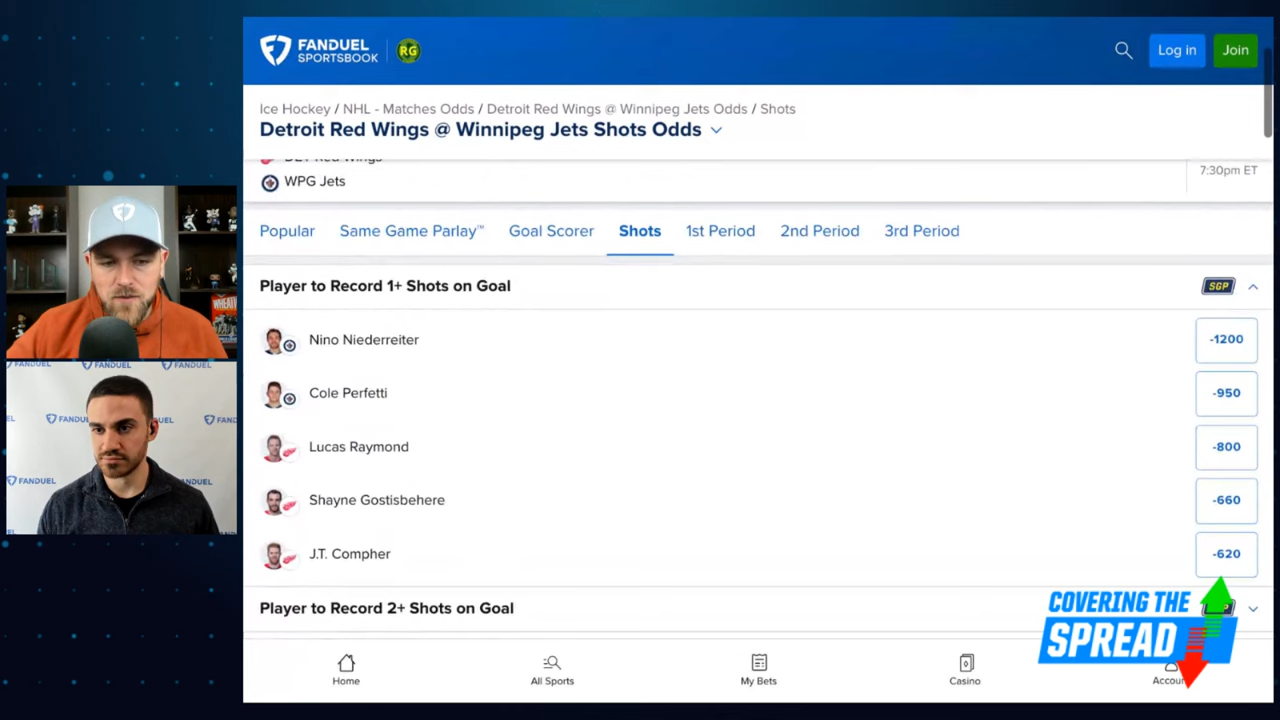 FANDUEL
SPORTSBOOK
RG
Log in
Join
Ice Hockey / NHL - Matches Odds / Detroit Red Wings @ Winnipeg Jets Odds / Shots
Detroit Red Wings @ Winnipeg Jets Shots Odds
DET Red Wings
WPG Jets
7:30pm ET
Popular
Same Game Parlay™
Goal Scorer
Shots
1st Period
2nd Period
3rd Period
Player to Record 1+ Shots on Goal
SGP
Nino Niederreiter
-1200
Cole Perfetti
-950
Lucas Raymond
-800
Shayne Gostisbehere
-660
J.T. Compher
-620
Player to Record 2+ Shots on Goal
COVERING THE
SPREAD
Home
All Sports
My Bets
Casino
FANDUEL
FANDUEL
FANDUEL
FANDUEL